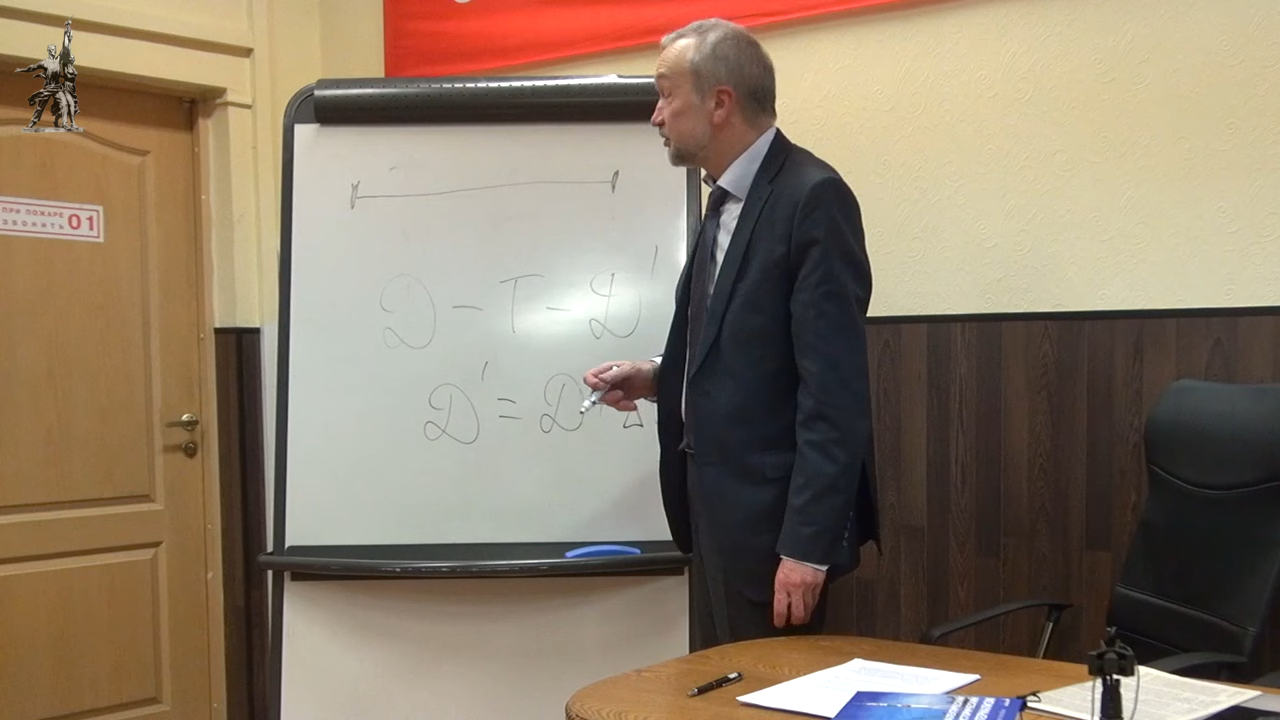 ПРИ ПОЖАРЕ
ЗВОНИТЬ 01
Д - Т - Д'
Д' = Д + Δ